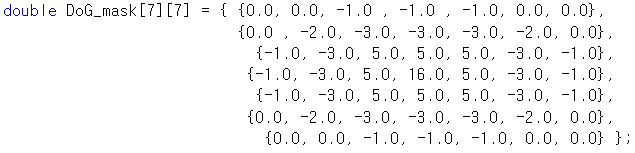 double DoG_mask[7][7] = { {0.0, 0.0, -1.0 , -1.0 , -1.0, 0.0, 0.0},
{0.0 , -2.0, -3.0, -3.0, -3.0, -2.0, 0.0},
{-1.0, -3.0, 5.0, 5.0, 5.0, -3.0, -1.0},
{-1.0, -3.0, 5.0, 16.0, 5.0, -3.0, -1.0},
{-1.0, -3.0, 5.0, 5.0, 5.0, -3.0, -1.0},
{0.0, -2.0, -3.0, -3.0, -3.0, -2.0, 0.0},
{0.0, 0.0, -1.0, -1.0, -1.0, 0.0, 0.0} };